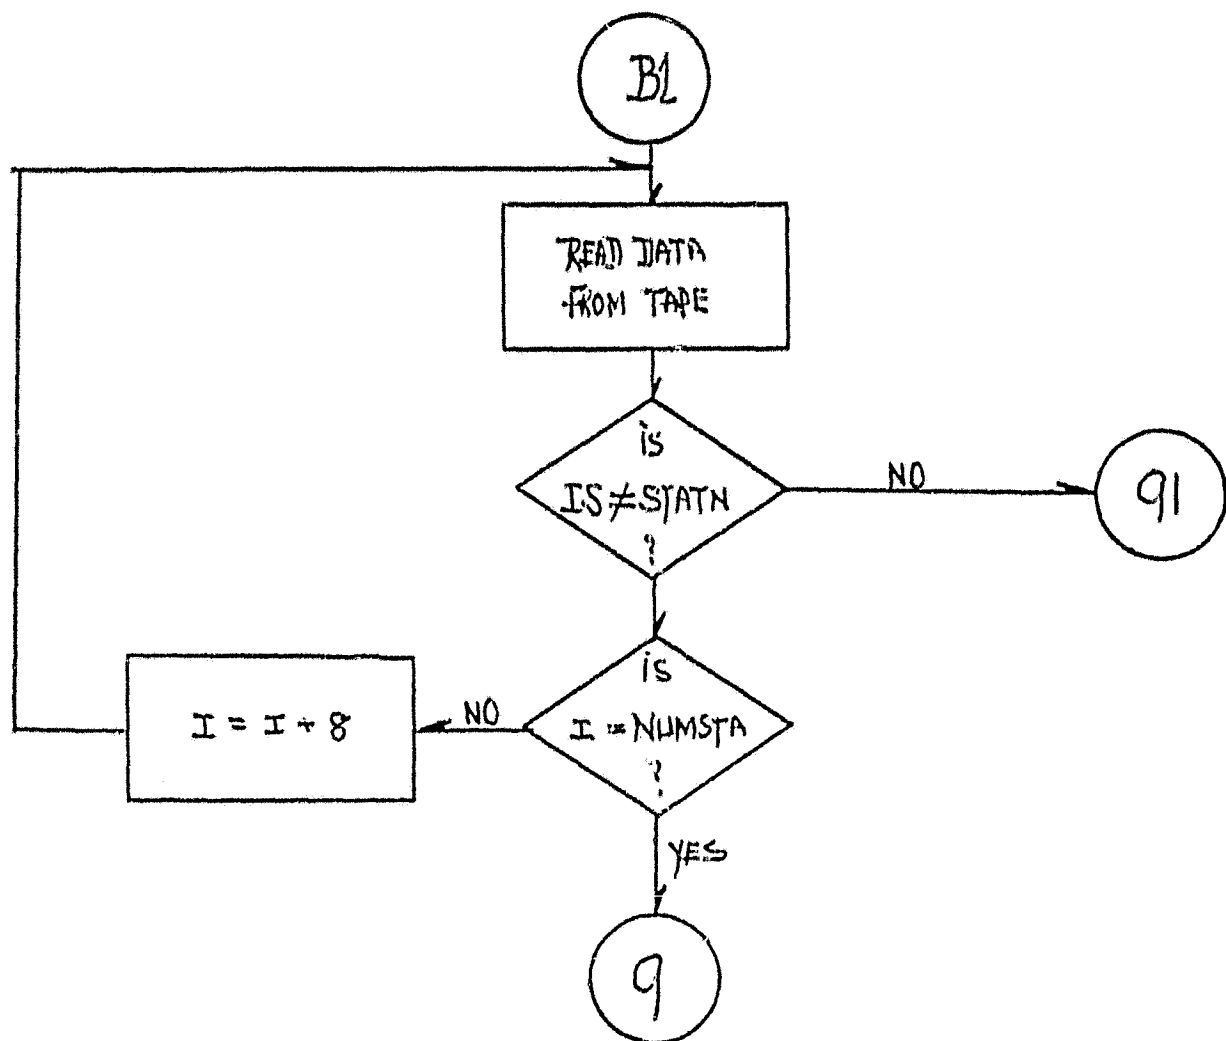 B1
READ DATA
FROM TAPE
is
IS≠STATN
?
NO
91
is
I = NUMSTA
?
NO
I = I + 8
YES
9